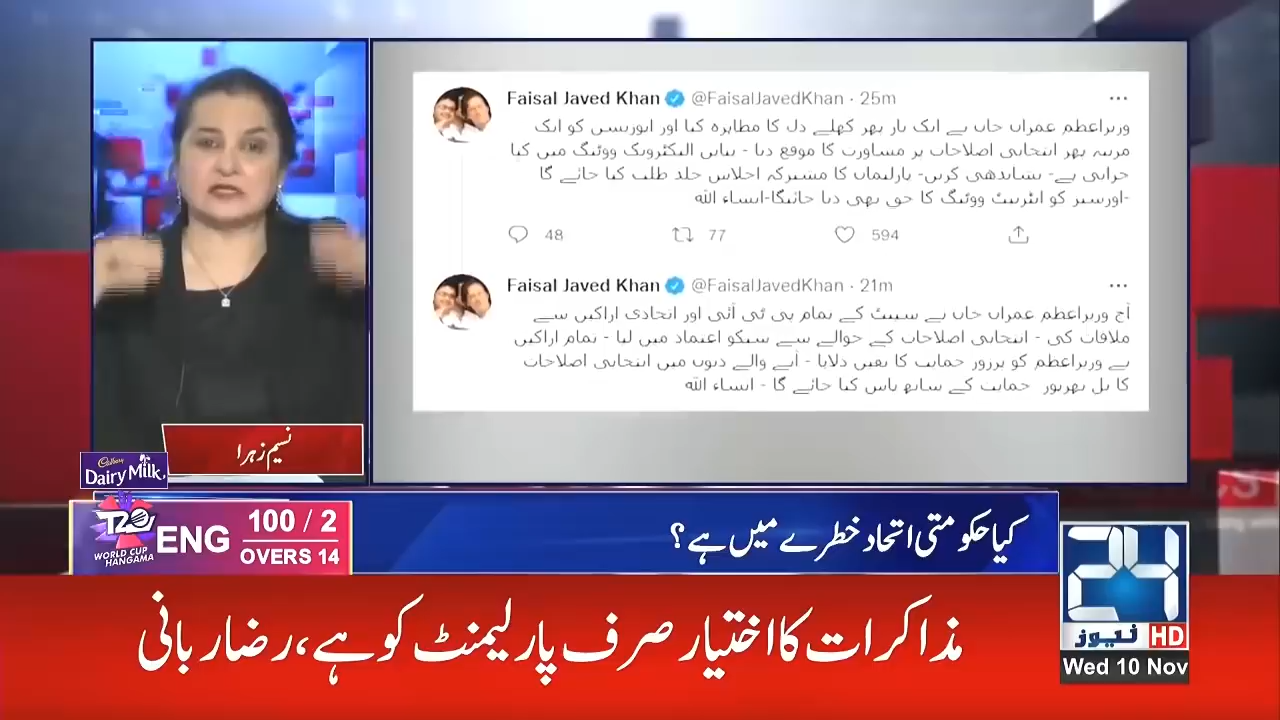 Faisal Javed Khan @FaisalJavedKhan · 25m
وزیراعظم عمران خان نے ایک بار پھر کھلے دل کا مظاہرہ کیا اور اپوزیشن کو ایک
مرتبہ پھر انتخابی اصلاحات پر مشاورت کا موقع دیا - بتائیں الیکٹرونک ووٹنگ میں کیا
خرابی ہے- نشاندھی کریں- پارلیمان کا مشترکہ اجلاس جلد طلب کیا جائے گا
-اورسیز کو انٹرنیٹ ووٹنگ کا حق بھی دیا جائیگا-انشاء الله
48 77 594
Faisal Javed Khan @FaisalJavedKhan · 21m
آج وزیراعظم عمران خان نے سینیٹ کے تمام پی ٹی آئی اور اتحادی اراکین سے
ملاقات کی - انتخابی اصلاحات کے حوالے سے سبکو اعتماد میں لیا - تمام اراکین
نے وزیراعظم کو پرزور حمایت کا یقین دلایا - آنے والے دنوں میں انتخابی اصلاحات
کا بل بھرپور حمایت کے ساتھ پاس کیا جائے گا - انشاء الله
نسیم زہرا
Cadbury
Dairy Milk
T20
WORLD CUP
HANGAMA
ENG
100 / 2
OVERS 14
کیا حکومتی اتحاد خطرے میں ہے؟
مذاکرات کا اختیار صرف پارلیمنٹ کو ہے، رضا ربانی
24
نیوز HD
Wed 10 Nov